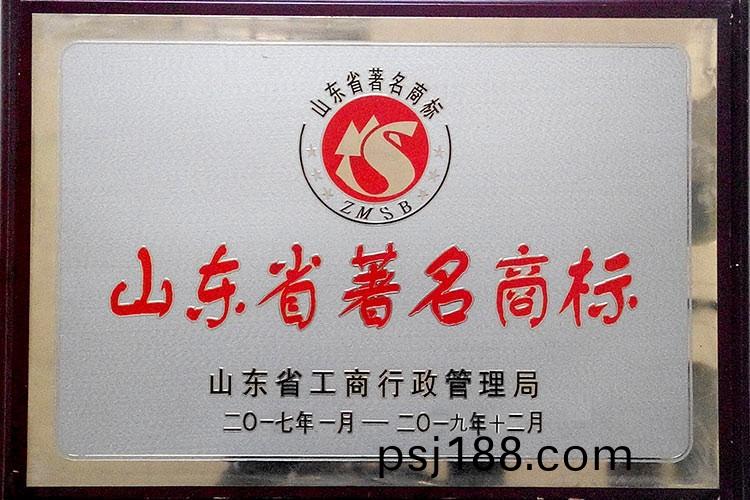 山东省著名商标
ZMSB
山东省著名商标
山东省工商行政管理局
二〇一七年一月一二〇一九年十二月
psj188.com